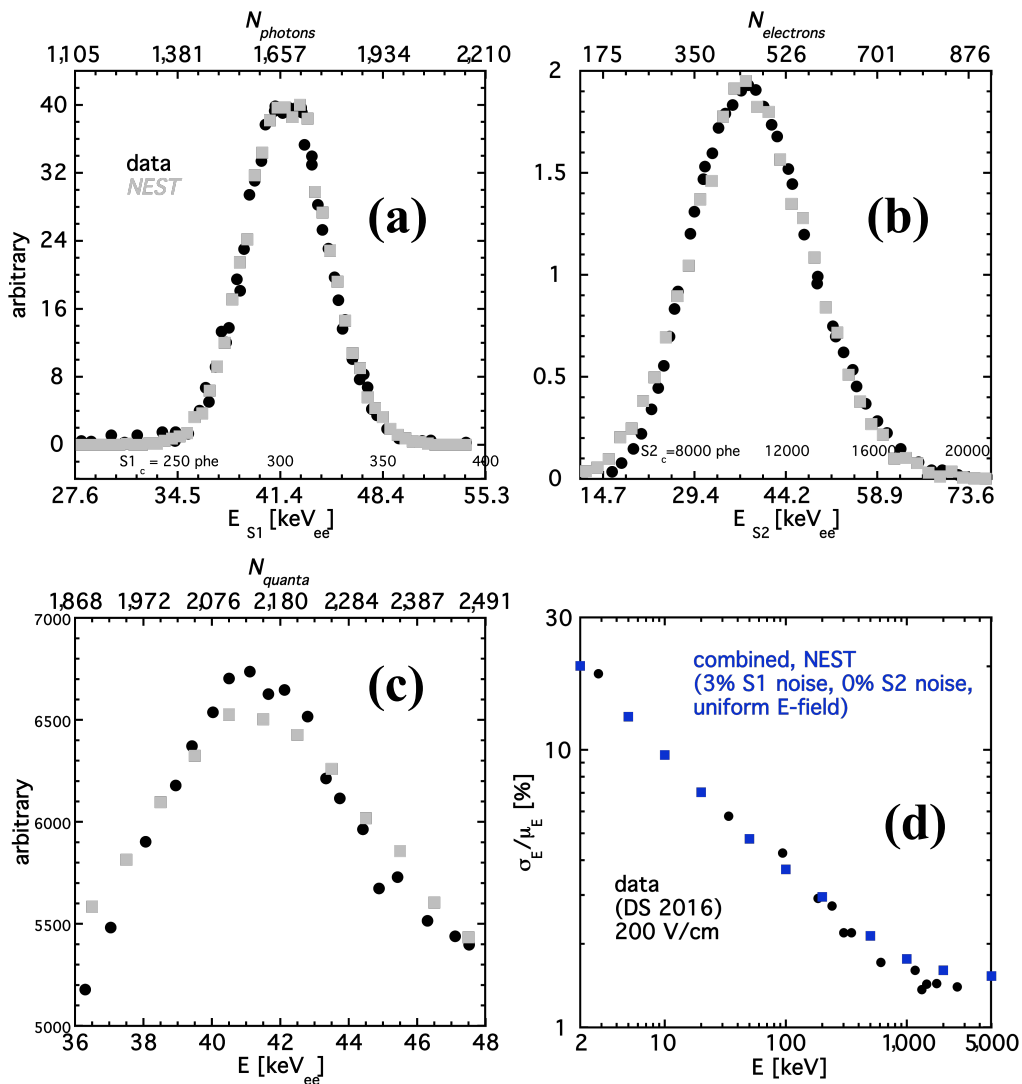 N_photons
1,105 1,381 1,657 1,934 2,210
40
32
24
16
8
0
arbitrary
data
NEST
(a)
S1_c = 250 phe 300 350 400
27.6 34.5 41.4 48.4 55.3
E_S1 [keV_ee]
N_electrons
175 350 526 701 876
2
1.5
1
0.5
0
(b)
S2_c=8000 phe 12000 16000 20000
14.7 29.4 44.2 58.9 73.6
E_S2 [keV_ee]
N_quanta
1,868 1,972 2,076 2,180 2,284 2,387 2,491
7000
6500
6000
5500
5000
arbitrary
(c)
36 38 40 42 44 46 48
E [keV_ee]
30
10
1
σ_E/μ_E [%]
combined, NEST
(3% S1 noise, 0% S2 noise,
uniform E-field)
(d)
data
(DS 2016)
200 V/cm
2 10 100 1,000 5,000
E [keV]